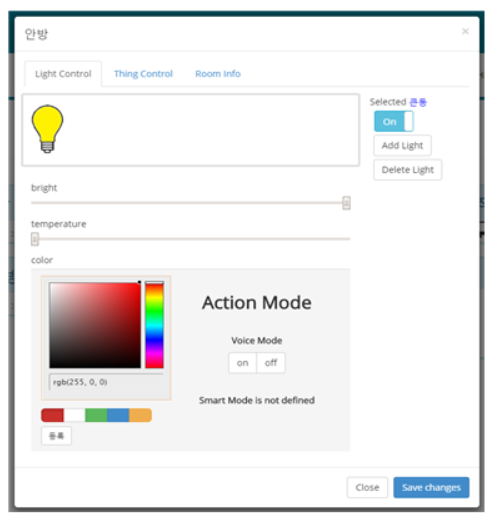 안방
×
Light Control Thing Control Room Info
Selected 큰등
On
Add Light
Delete Light
bright
temperature
color
Action Mode
Voice Mode
on off
rgb(255, 0, 0)
Smart Mode is not defined
등록
Close Save changes